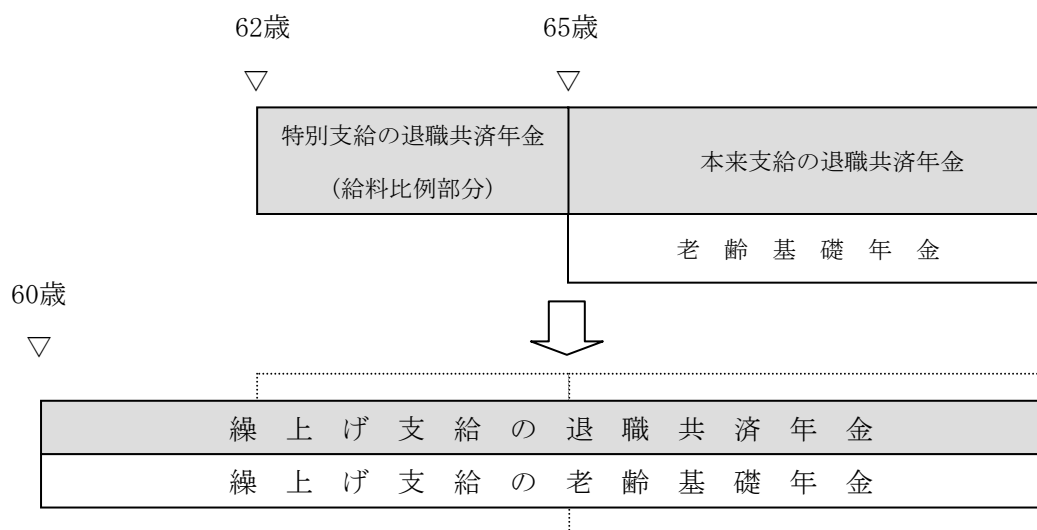 62歳 65歳
▽ ▽
特別支給の退職共済年金
(給料比例部分)
本来支給の退職共済年金
老齢基礎年金
60歳
▽
繰上げ支給の退職共済年金
繰上げ支給の老齢基礎年金